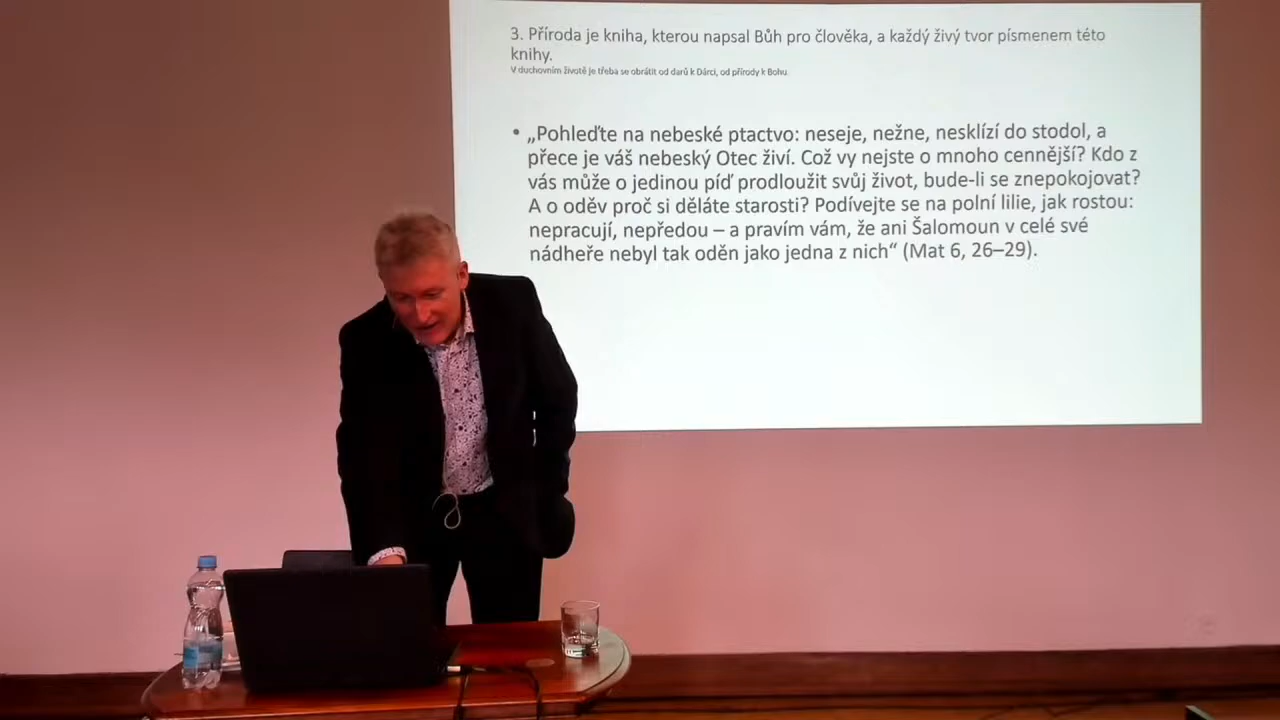 3. Příroda je kniha, kterou napsal Bůh pro člověka, a každý živý tvor písmenem této
knihy.
V duchovním životě je třeba se obrátit od darů k Dárci, od přírody k Bohu.
• „Pohleďte na nebeské ptactvo: neseje, nežne, nesklízí do stodol, a
přece je váš nebeský Otec živí. Což vy nejste o mnoho cennější? Kdo z
vás může o jedinou píď prodloužit svůj život, bude-li se znepokojovat?
A o oděv proč si děláte starosti? Podívejte se na polní lilie, jak rostou:
nepracují, nepředou – a pravím vám, že ani Šalomoun v celé své
nádheře nebyl tak oděn jako jedna z nich“ (Mat 6, 26–29).